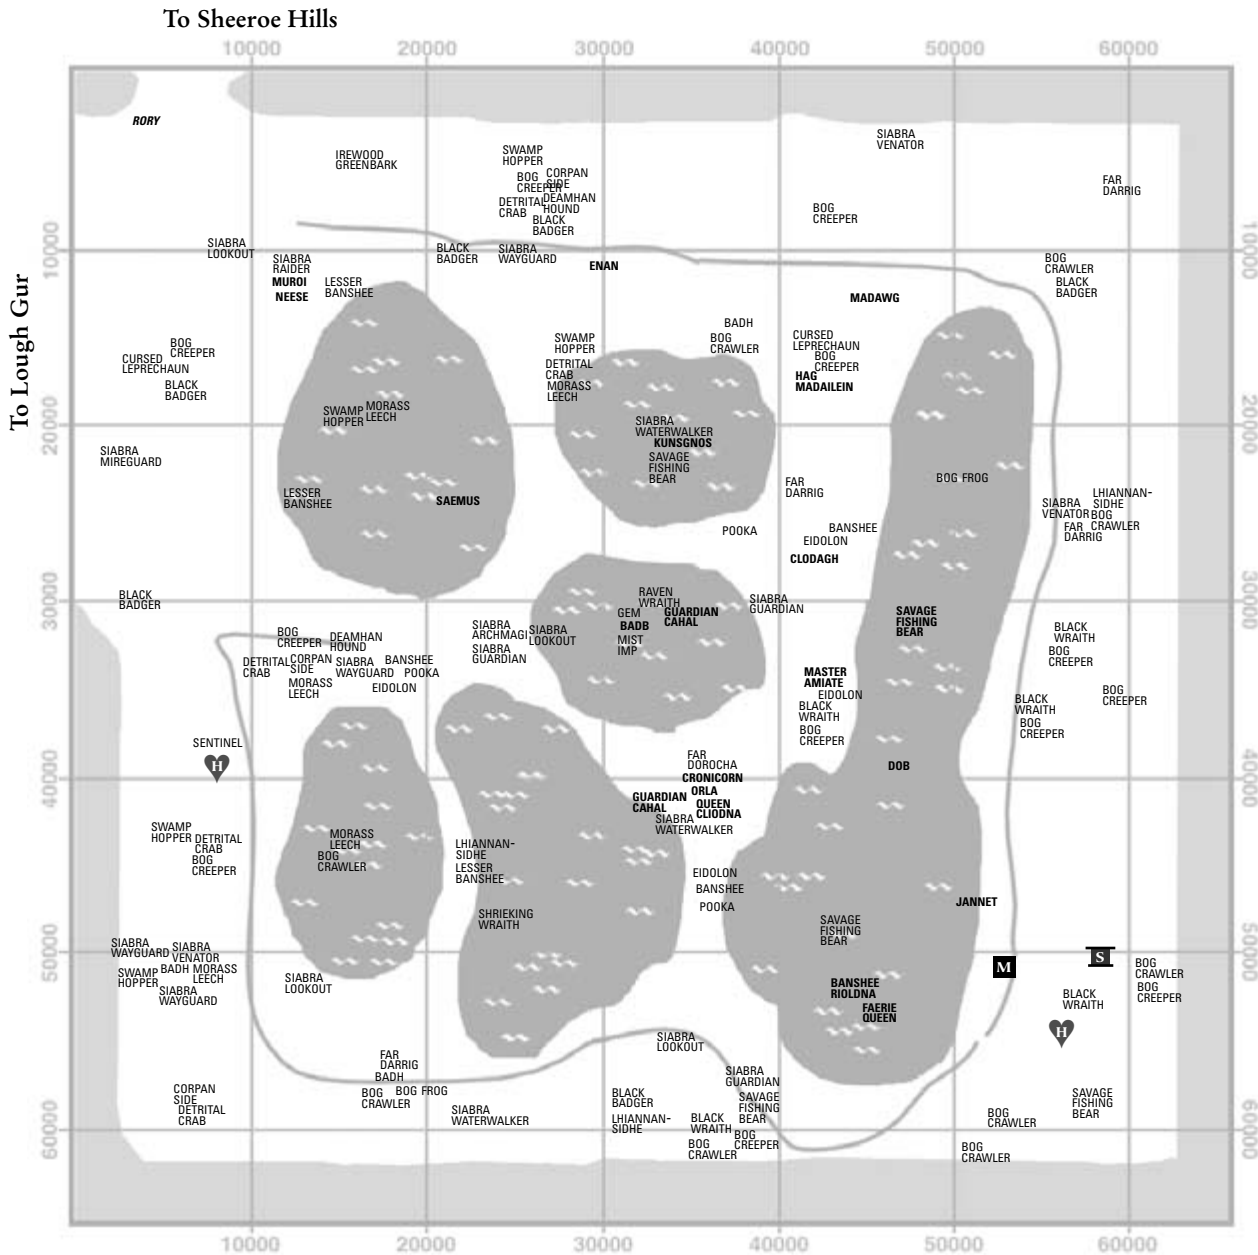 To Sheeroe Hills
10000 20000 30000 40000 50000 60000
To Lough Gur
10000
20000
30000
40000
50000
60000
10000
20000
30000
40000
50000
60000
RORY
IREWOOD
GREENBARK
SWAMP
HOPPER
BOG
CREEPER
CORPAN
SIDE
DETRITAL
CRAB
DEAMHAN
HOUND
BLACK
BADGER
SIABRA
VENATOR
BOG
CREEPER
FAR
DARRIG
SIABRA
LOOKOUT
SIABRA
RAIDER
MUROI
NEESE
LESSER
BANSHEE
BLACK
BADGER
SIABRA
WAYGUARD
ENAN
MADAWG
BOG
CRAWLER
BLACK
BADGER
BOG
CREEPER
CURSED
LEPRECHAUN
BLACK
BADGER
SWAMP
HOPPER
DETRITAL
CRAB
MORASS
LEECH
BADH
BOG
CRAWLER
CURSED
LEPRECHAUN
BOG
CREEPER
HAG
MADAILEIN
SWAMP
HOPPER
MORASS
LEECH
SIABRA
WATERWALKER
KUNSGNOS
SAVAGE
FISHING
BEAR
SIABRA
MIREGUARD
LESSER
BANSHEE
SAEMUS
FAR
DARRIG
BOG FROG
POOKA
BANSHEE
EIDOLON
CLODAGH
SIABRA
VENATOR
LHIANNAN-
SIDHE
BOG
CRAWLER
FAR
DARRIG
BLACK
BADGER
RAVEN
WRAITH
GEM
GUARDIAN
CAHAL
BADB
MIST
IMP
SIABRA
GUARDIAN
SAVAGE
FISHING
BEAR
SIABRA
ARCHMAGI
SIABRA
LOOKOUT
SIABRA
GUARDIAN
BOG
CREEPER
DEAMHAN
HOUND
DETRITAL
CRAB
CORPAN
SIDE
SIABRA
WAYGUARD
BANSHEE
POOKA
MORASS
LEECH
EIDOLON
BLACK
WRAITH
BOG
CREEPER
MASTER
AMIATE
EIDOLON
BLACK
WRAITH
BOG
CREEPER
BLACK
WRAITH
BOG
CREEPER
BOG
CREEPER
SENTINEL
H
FAR
DOROCHA
CRONICORN
ORLA
GUARDIAN
CAHAL
QUEEN
CLIODNA
SIABRA
WATERWALKER
DOB
SWAMP
HOPPER
DETRITAL
CRAB
BOG
CREEPER
MORASS
LEECH
BOG
CRAWLER
LHIANNAN-
SIDHE
LESSER
BANSHEE
SHRIEKING
WRAITH
EIDOLON
BANSHEE
POOKA
JANNET
SAVAGE
FISHING
BEAR
SIABRA
WAYGUARD
SIABRA
VENATOR
SWAMP
HOPPER
BADH
MORASS
LEECH
SIABRA
WAYGUARD
SIABRA
LOOKOUT
BANSHEE
RIOLDNA
FAERIE
QUEEN
M
S
BOG
CRAWLER
BOG
CREEPER
BLACK
WRAITH
H
SIABRA
LOOKOUT
FAR
DARRIG
BADH
BOG
CRAWLER
BOG FROG
SIABRA
WATERWALKER
CORPAN
SIDE
DETRITAL
CRAB
SIABRA
GUARDIAN
SAVAGE
FISHING
BEAR
BLACK
BADGER
LHIANNAN-
SIDHE
BLACK
WRAITH
BOG
CREEPER
BOG
CRAWLER
SAVAGE
FISHING
BEAR
BOG
CRAWLER
BOG
CRAWLER
10000 20000 30000 40000 50000 60000